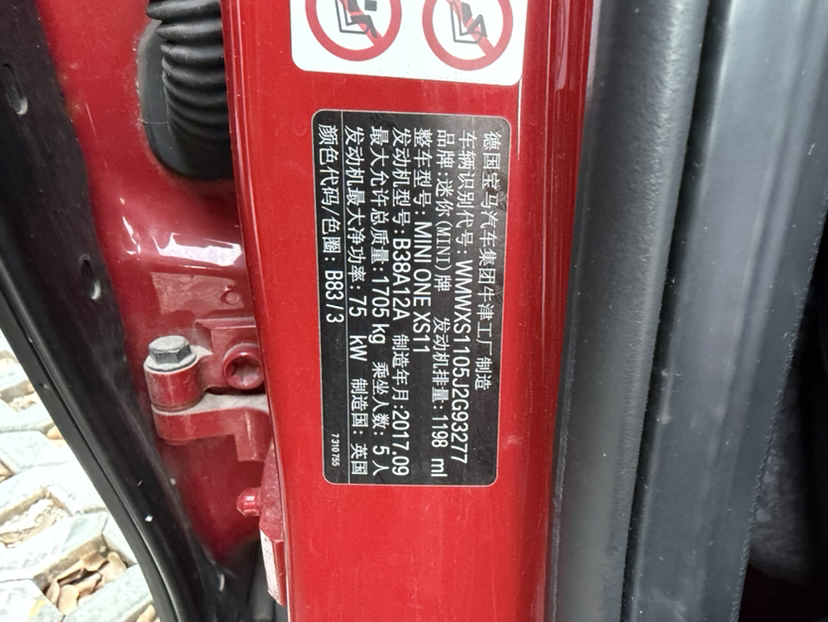 德国宝马汽车集团牛津工厂制造
车辆识别代号: WMWXS1105J2G93277
品牌:迷你(MINI)牌 发动机排量: 1198 ml
整车型号: MINI ONE XS11
发动机型号: B38A12A 制造年月:2017.09
最大允许总质量:1705 kg 乘坐人数: 5人
发动机最大净功率: 75 kW 制造国: 英国
颜色代码/色圈: B83/3 7310755